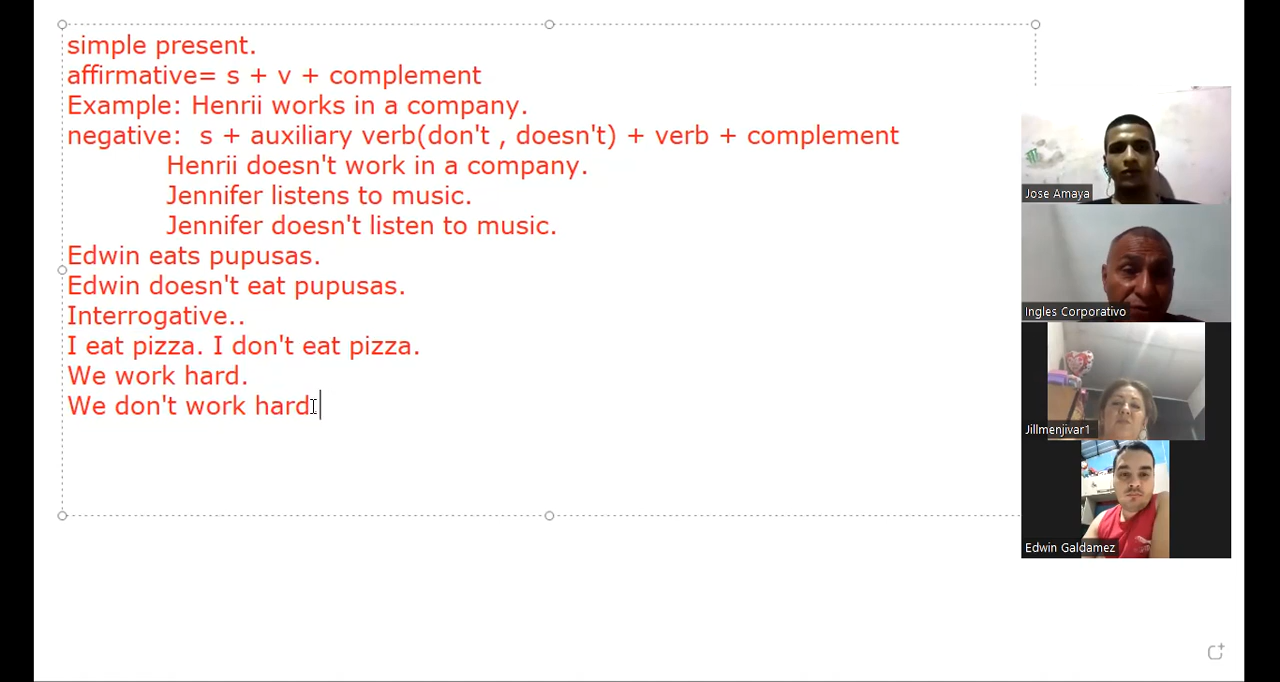 simple present.
affirmative= s + v + complement
Example: Henrii works in a company.
negative:  s + auxiliary verb(don't , doesn't) + verb + complement
Henrii doesn't work in a company.
Jennifer listens to music.
Jennifer doesn't listen to music.
Edwin eats pupusas.
Edwin doesn't eat pupusas.
Interrogative..
I eat pizza. I don't eat pizza.
We work hard.
We don't work hard
Jose Amaya
Ingles Corporativo
Jillmenjivar1
Edwin Galdamez